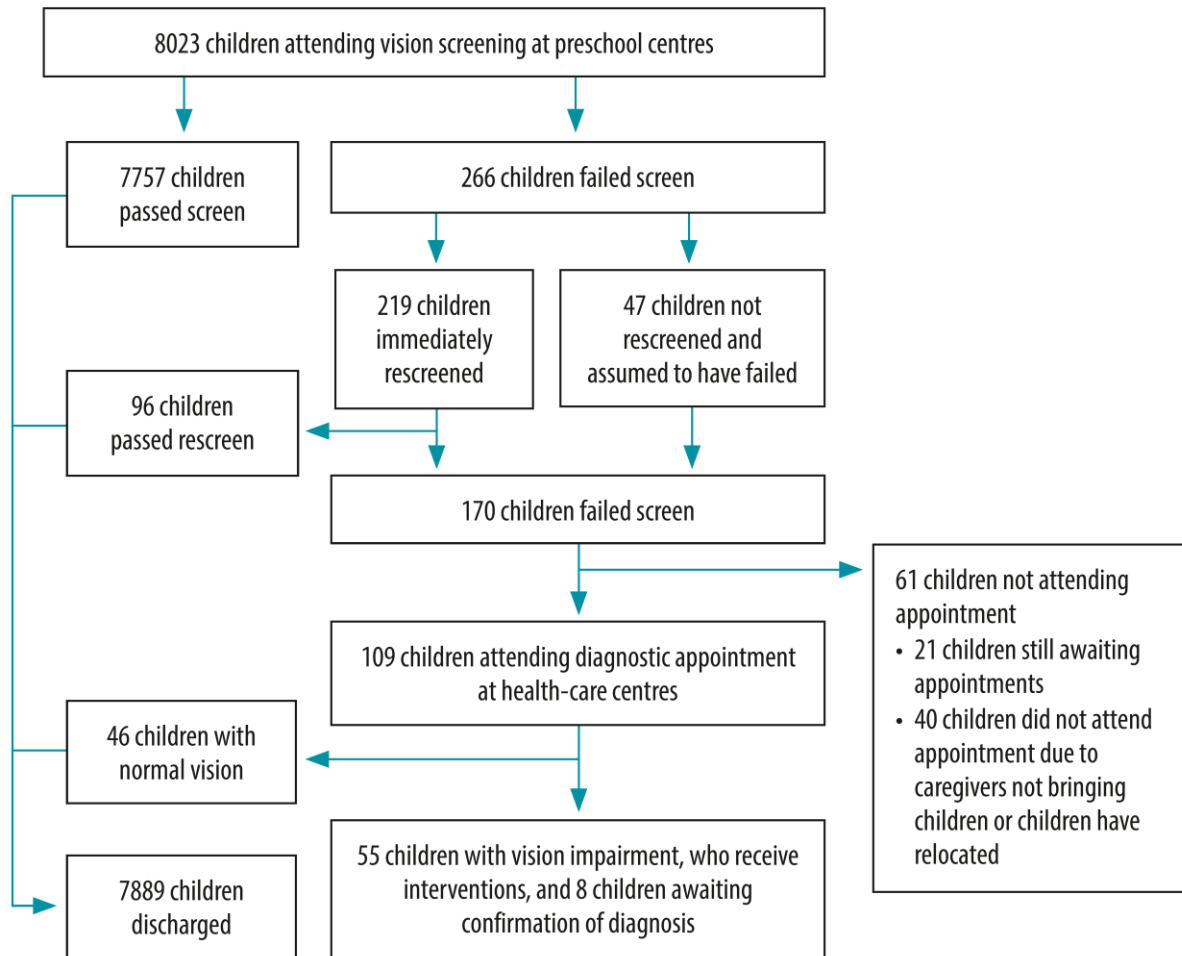 8023 children attending vision screening at preschool centres
7757 children
passed screen
266 children failed screen
219 children
immediately
rescreened
47 children not
rescreened and
assumed to have failed
96 children
passed rescreen
170 children failed screen
61 children not attending
appointment
• 21 children still awaiting
appointments
• 40 children did not attend
appointment due to
caregivers not bringing
children or children have
relocated
109 children attending diagnostic appointment
at health-care centres
46 children with
normal vision
55 children with vision impairment, who receive
interventions, and 8 children awaiting
confirmation of diagnosis
7889 children
discharged